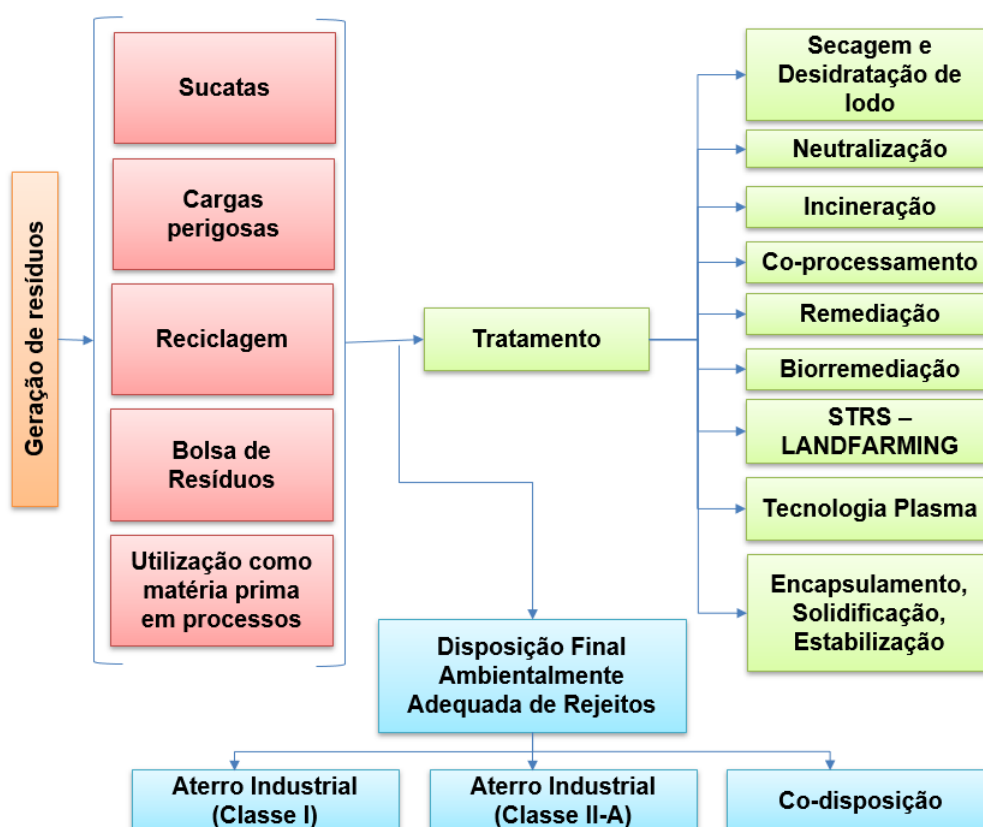 Geração de resíduos
Sucatas
Cargas
perigosas
Reciclagem
Bolsa de
Resíduos
Utilização como
matéria prima
em processos
Tratamento
Secagem e
Desidratação de
lodo
Neutralização
Incineração
Co-processamento
Remediação
Biorremediação
STRS –
LANDFARMING
Tecnologia Plasma
Encapsulamento,
Solidificação,
Estabilização
Disposição Final
Ambientalmente
Adequada de Rejeitos
Aterro Industrial
(Classe I)
Aterro Industrial
(Classe II-A)
Co-disposição